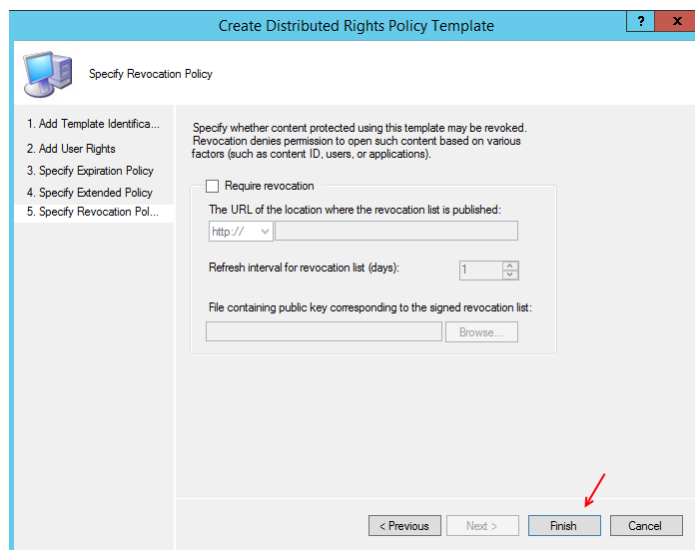 Create Distributed Rights Policy Template
?
x
Specify Revocation Policy
1. Add Template Identifica...
2. Add User Rights
3. Specify Expiration Policy
4. Specify Extended Policy
5. Specify Revocation Pol...
Specify whether content protected using this template may be revoked.
Revocation denies permission to open such content based on various
factors (such as content ID, users, or applications).
Require revocation
The URL of the location where the revocation list is published:
http://
Refresh interval for revocation list (days):
1
File containing public key corresponding to the signed revocation list:
Browse...
< Previous
Next >
Finish
Cancel